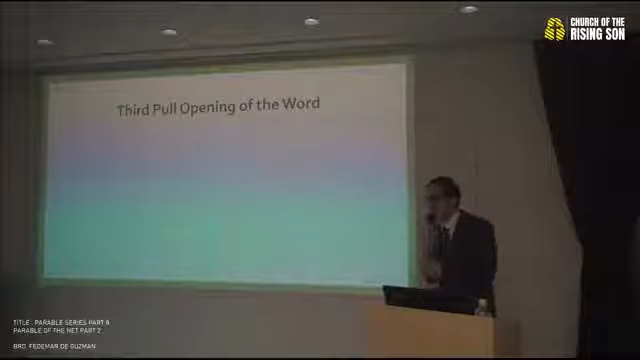 CHURCH OF THE
RISING SON
Third Pull Opening of the Word
TITLE : PARABLE SERIES PART 8
PARABLE OF THE NET PART 2
BRO. FEDEMAR DE GUZMAN